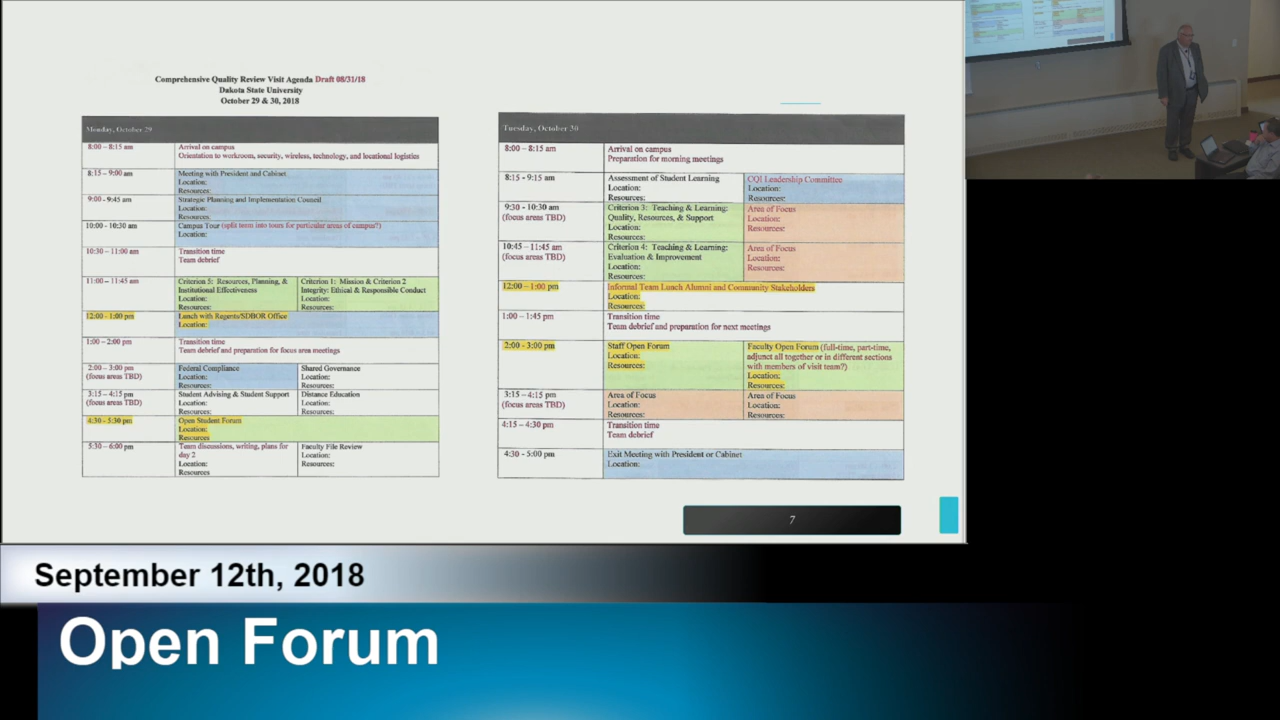 Comprehensive Quality Review Visit Agenda Draft 08/31/18
Dakota State University
October 29 & 30, 2018
Monday, October 29
8:00 – 8:15 am
Arrival on campus
Orientation to workroom, security, wireless, technology, and locational logistics
8:15 – 9:00 am
Meeting with President and Cabinet
Location:
Resources:
9:00 - 9:45 am
Strategic Planning and Implementation Council
Location:
Resources:
10:00 - 10:30 am
Campus Tour (split team into tours for particular areas of campus?)
Location:
10:30 – 11:00 am
Transition time
Team debrief
11:00 – 11:45 am
Criterion 5: Resources, Planning, &
Institutional Effectiveness
Location:
Resources:
Criterion 1: Mission & Criterion 2
Integrity: Ethical & Responsible Conduct
Location:
Resources:
12:00 - 1:00 pm
Lunch with Regents/SDBOR Office
Location:
1:00 – 2:00 pm
Transition time
Team debrief and preparation for focus area meetings
2:00 – 3:00 pm
(focus areas TBD)
Federal Compliance
Location:
Resources:
Shared Governance
Location:
Resources:
3:15 – 4:15 pm
(focus areas TBD)
Student Advising & Student Support
Location:
Resources:
Distance Education
Location:
Resources:
4:30 - 5:30 pm
Open Student Forum
Location:
Resources
5:30 – 6:00 pm
Team discussions, writing, plans for
day 2
Location:
Resources
Faculty File Review
Location:
Resources:
Tuesday, October 30
8:00 – 8:15 am
Arrival on campus
Preparation for morning meetings
8:15 - 9:15 am
Assessment of Student Learning
Location:
Resources:
CQI Leadership Committee
Location:
Resources:
9:30 - 10:30 am
(focus areas TBD)
Criterion 3: Teaching & Learning:
Quality, Resources, & Support
Location:
Resources:
Area of Focus
Location:
Resources:
10:45 – 11:45 am
(focus areas TBD)
Criterion 4: Teaching & Learning:
Evaluation & Improvement
Location:
Resources:
Area of Focus
Location:
Resources:
12:00 – 1:00 pm
Informal Team Lunch Alumni and Community Stakeholders
Location:
Resources:
1:00 – 1:45 pm
Transition time
Team debrief and preparation for next meetings
2:00 - 3:00 pm
Staff Open Forum
Location:
Resources:
Faculty Open Forum (full-time, part-time,
adjunct all together or in different sections
with members of visit team?)
Location:
Resources:
3:15 – 4:15 pm
(focus areas TBD)
Area of Focus
Location:
Resources:
Area of Focus
Location:
Resources:
4:15 – 4:30 pm
Transition time
Team debrief
4:30 - 5:00 pm
Exit Meeting with President or Cabinet
Location:
7
September 12th, 2018
Open Forum